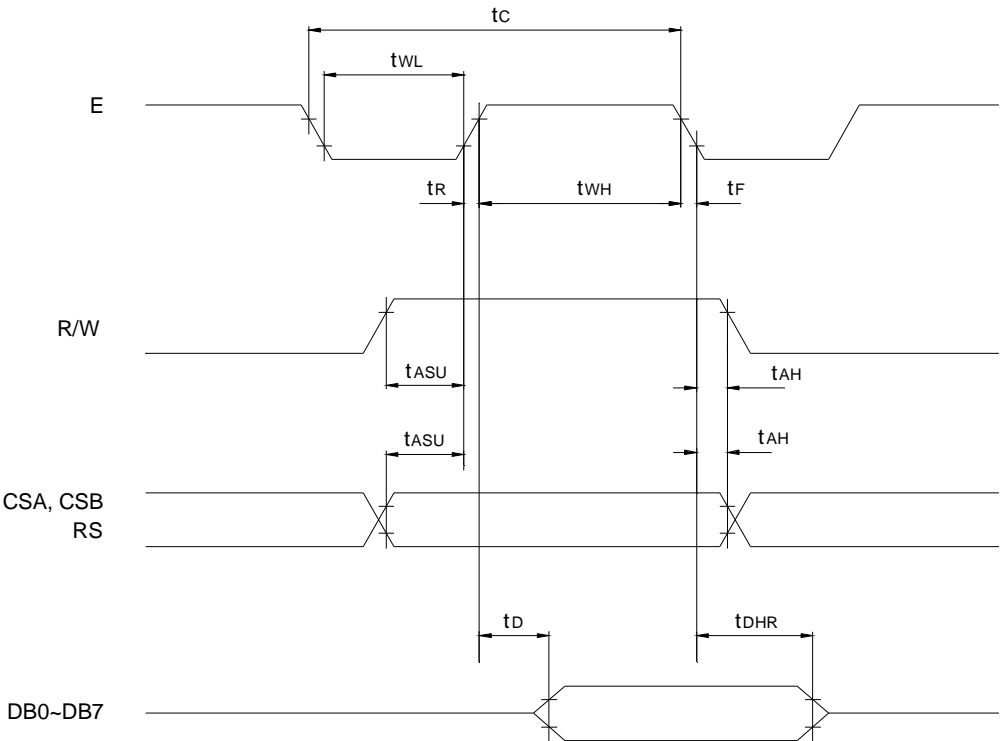 tC
tWL
E
tR
tWH
tF
R/W
tASU
tAH
tASU
tAH
CSA, CSB
RS
tD
tDHR
DB0~DB7